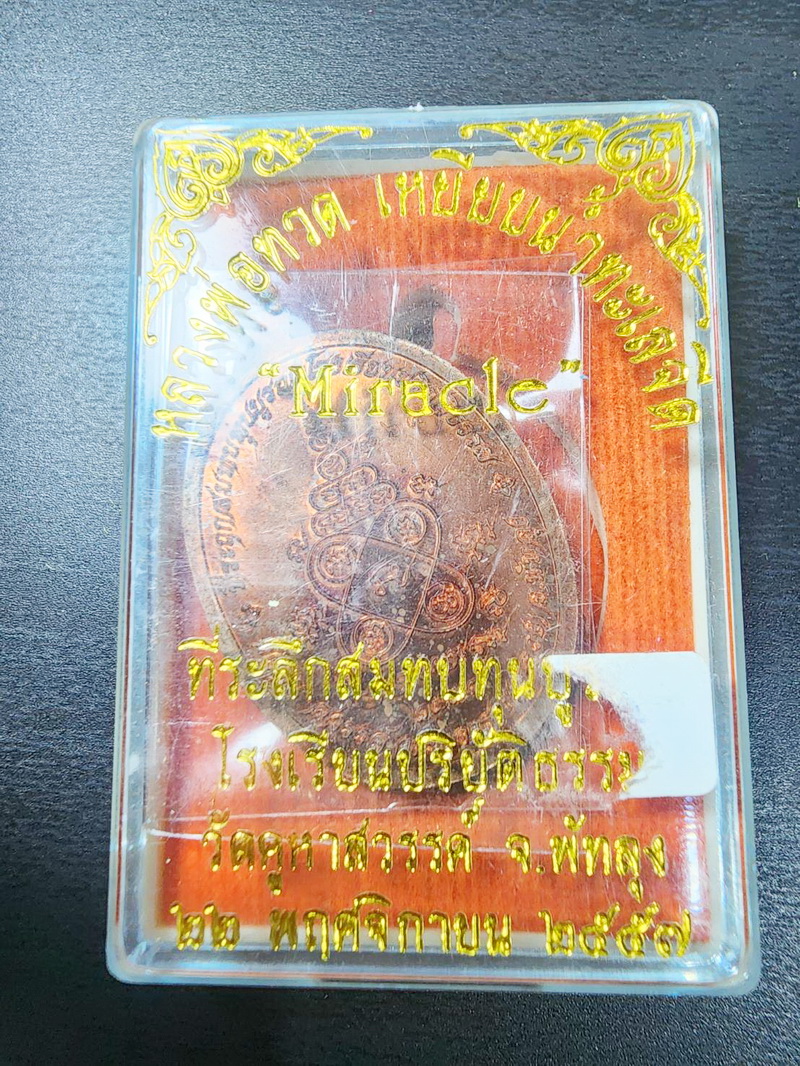 หลวงพ่อทวด เหยียบน้ำทะเลจืด
"Miracle"
ที่ระลึกสมทบทุน
โรงเรียนปริยัติธรรม
วัดคูหาสวรรค์ จ.พัทลุง
๒๒ พฤศจิกายน ๒๕๕๗